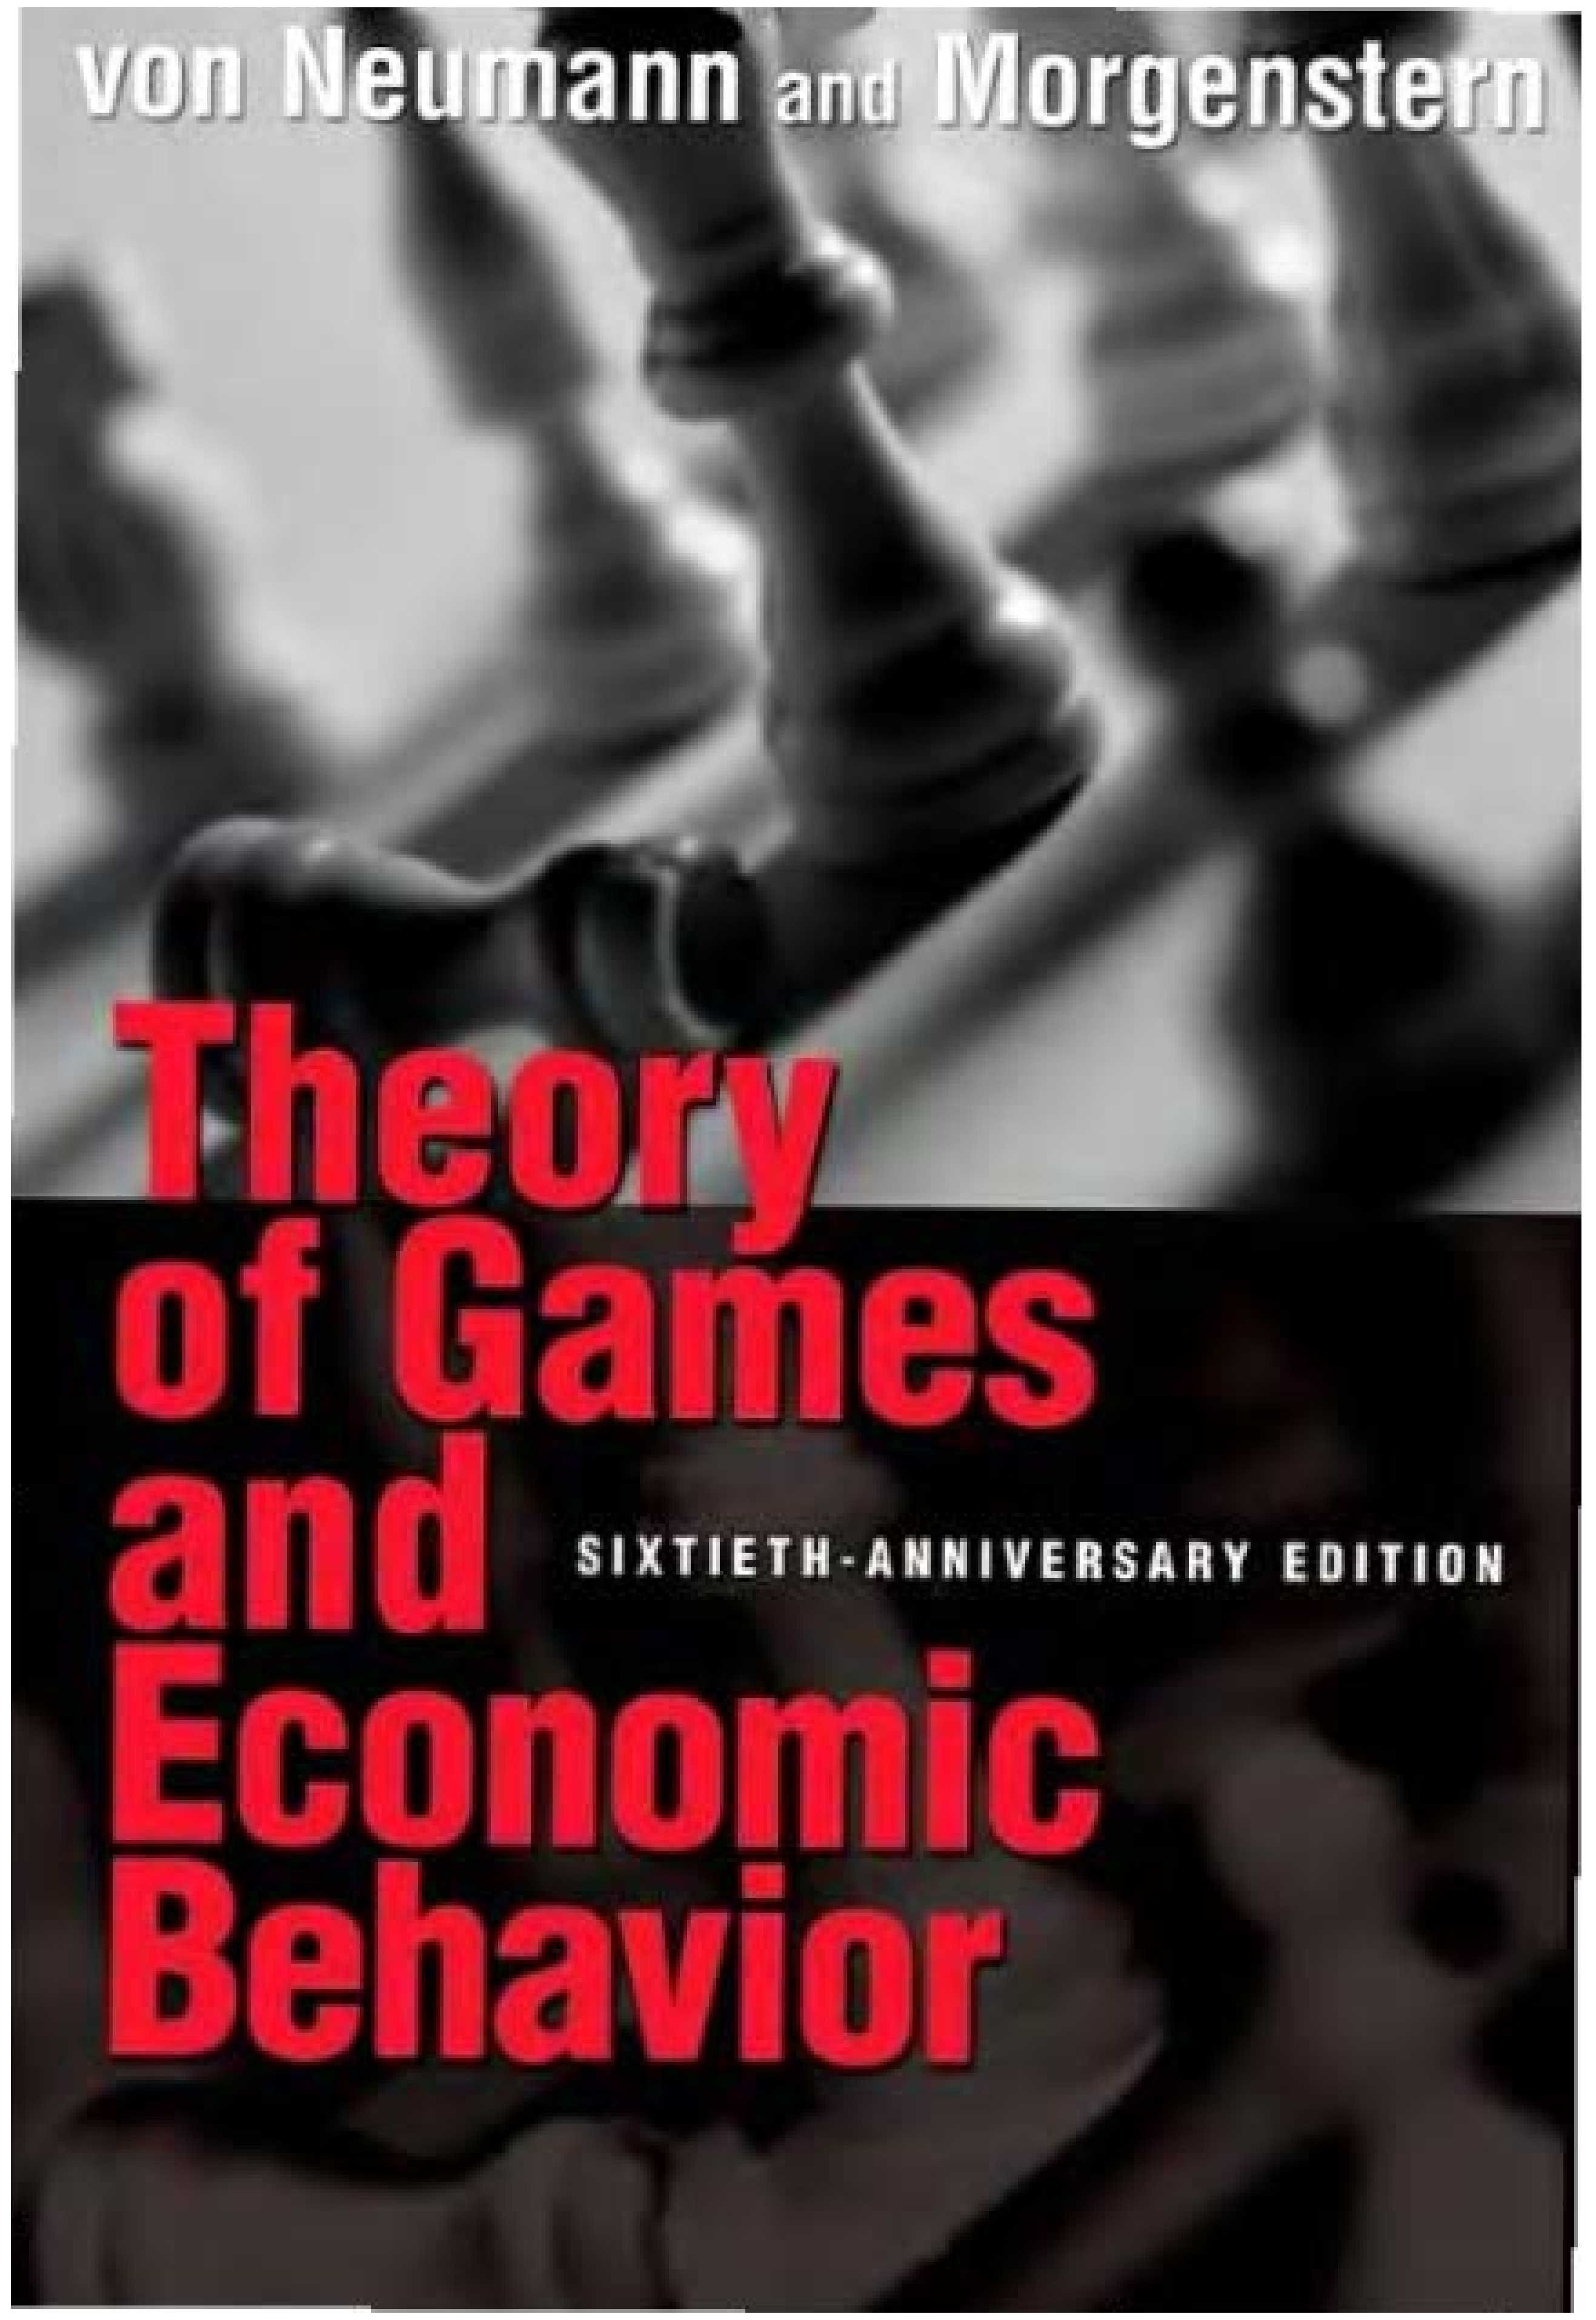 von Neumann and Morgenstern
Theory
of Games
and
SIXTIETH-ANNIVERSARY EDITION
Economic
Behavior